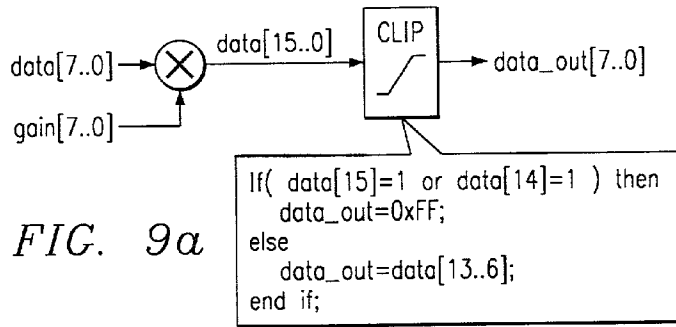 data[15..0]
CLIP
data[7..0]
data_out[7..0]
gain[7..0]
If( data[15]=1 or data[14]=1 ) then
data_out=0xFF;
else
data_out=data[13..6];
end if;
FIG. 9a